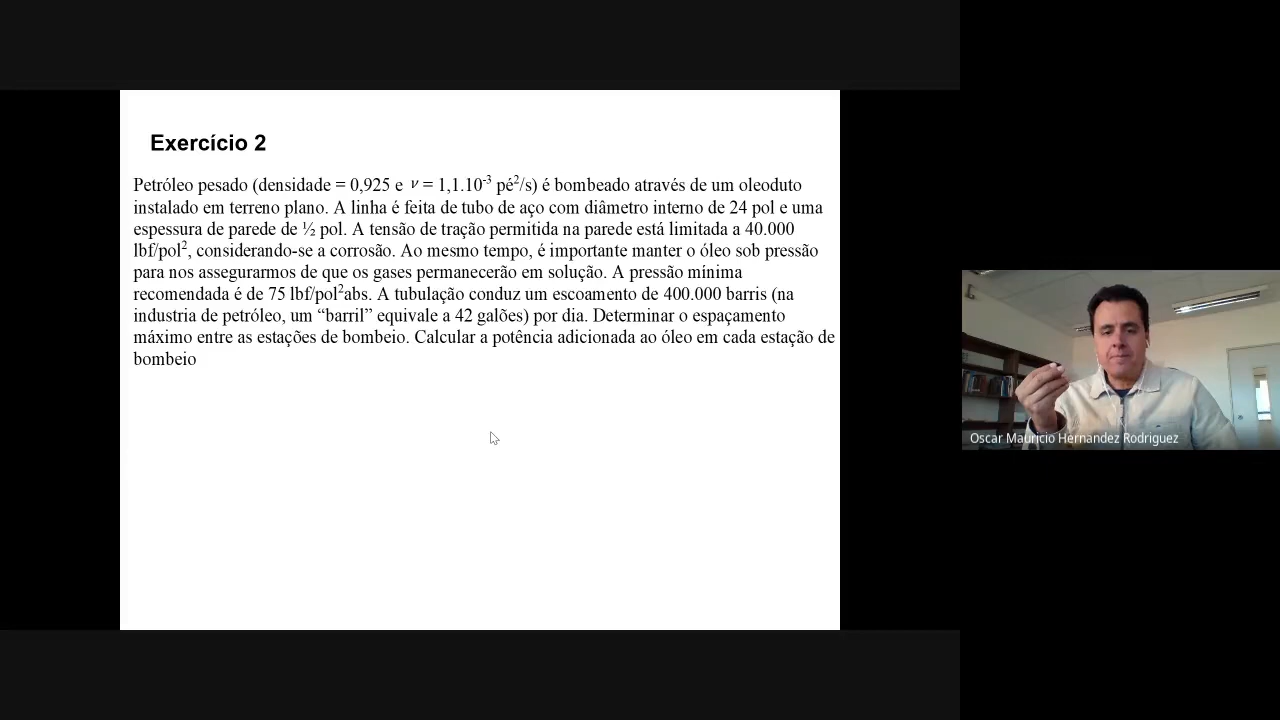 Exercício 2
Petróleo pesado (densidade = 0,925 e ν = 1,1.10⁻³ pé²/s) é bombeado através de um oleoduto
instalado em terreno plano. A linha é feita de tubo de aço com diâmetro interno de 24 pol e uma
espessura de parede de ½ pol. A tensão de tração permitida na parede está limitada a 40.000
lbf/pol², considerando-se a corrosão. Ao mesmo tempo, é importante manter o óleo sob pressão
para nos assegurarmos de que os gases permanecerão em solução. A pressão mínima
recomendada é de 75 lbf/pol²abs. A tubulação conduz um escoamento de 400.000 barris (na
industria de petróleo, um “barril” equivale a 42 galões) por dia. Determinar o espaçamento
máximo entre as estações de bombeio. Calcular a potência adicionada ao óleo em cada estação de
bombeio
Oscar Mauricio Hernandez Rodriguez